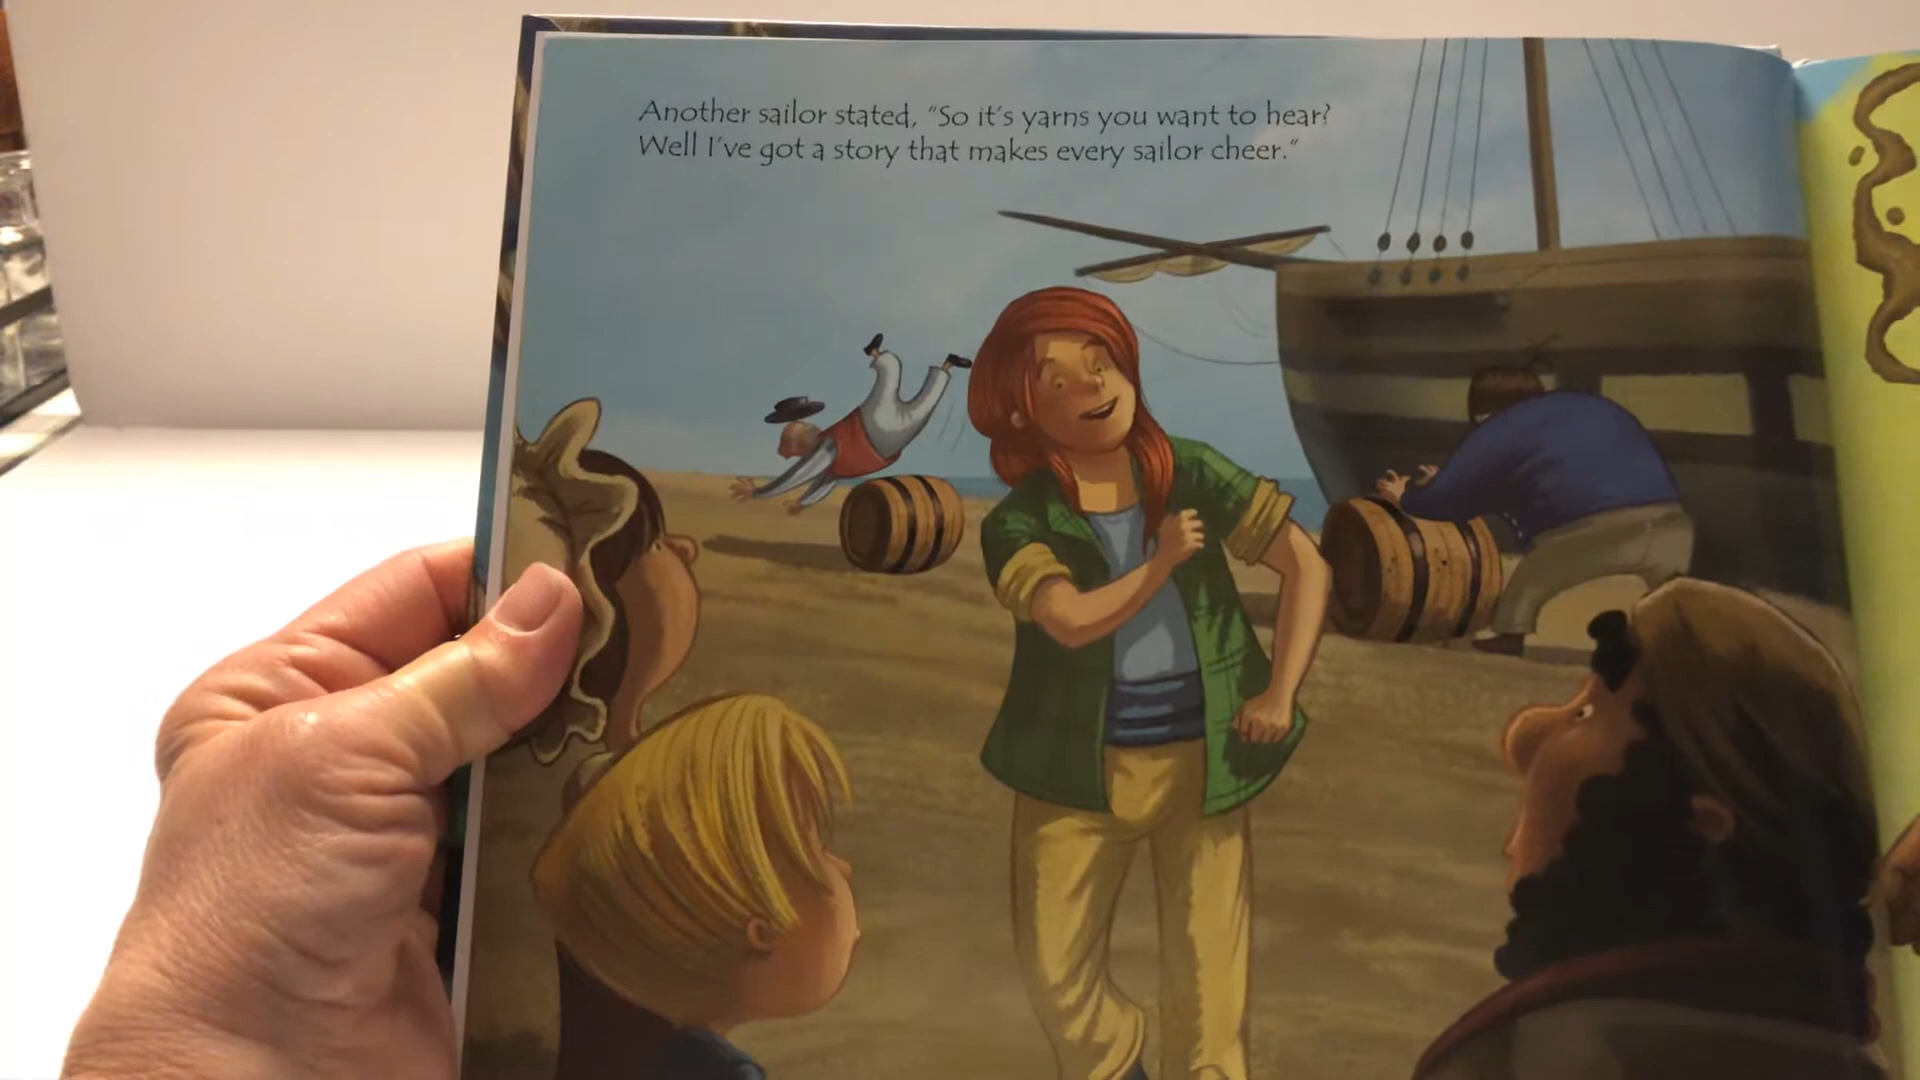 Another sailor stated, “So it’s yarns you want to hear?
Well I’ve got a story that makes every sailor cheer.”